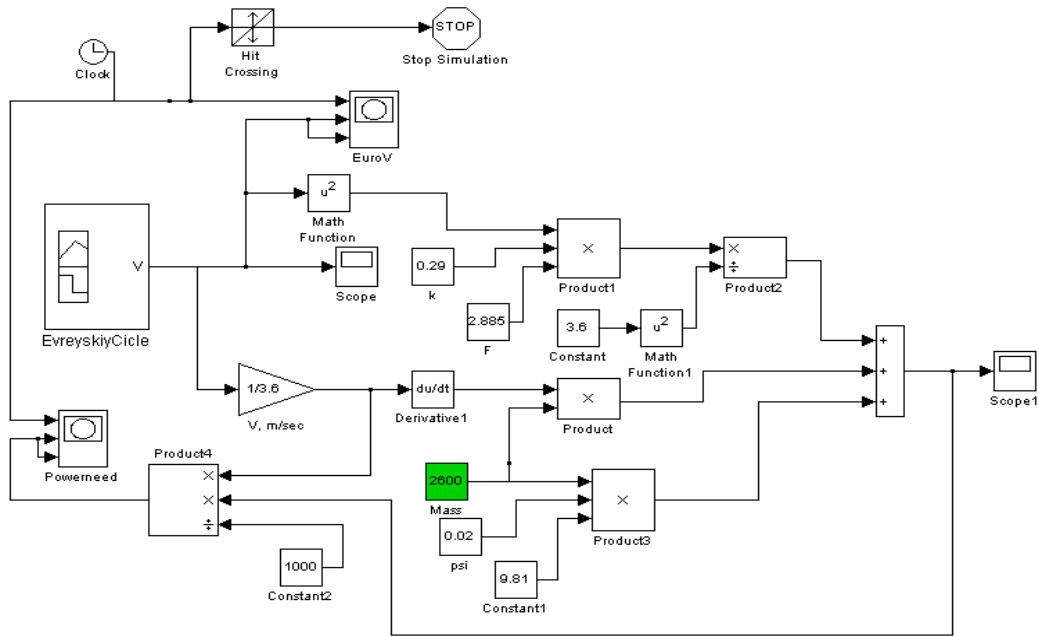 STOP
Hit
Crossing
Stop Simulation
Clock
EuroV
u²
Math
Function
V
EvreyskiyCicle
Scope
0.29
k
×
Product1
×
÷
Product2
2.885
F
3.6
Constant
u²
Math
Function1
1/3.6
V, m/sec
du/dt
Derivative1
×
Product
+
+
+
Scope1
Powerneed
Product4
×
×
÷
1000
Constant2
2600
Mass
0.02
psi
9.81
Constant1
×
Product3